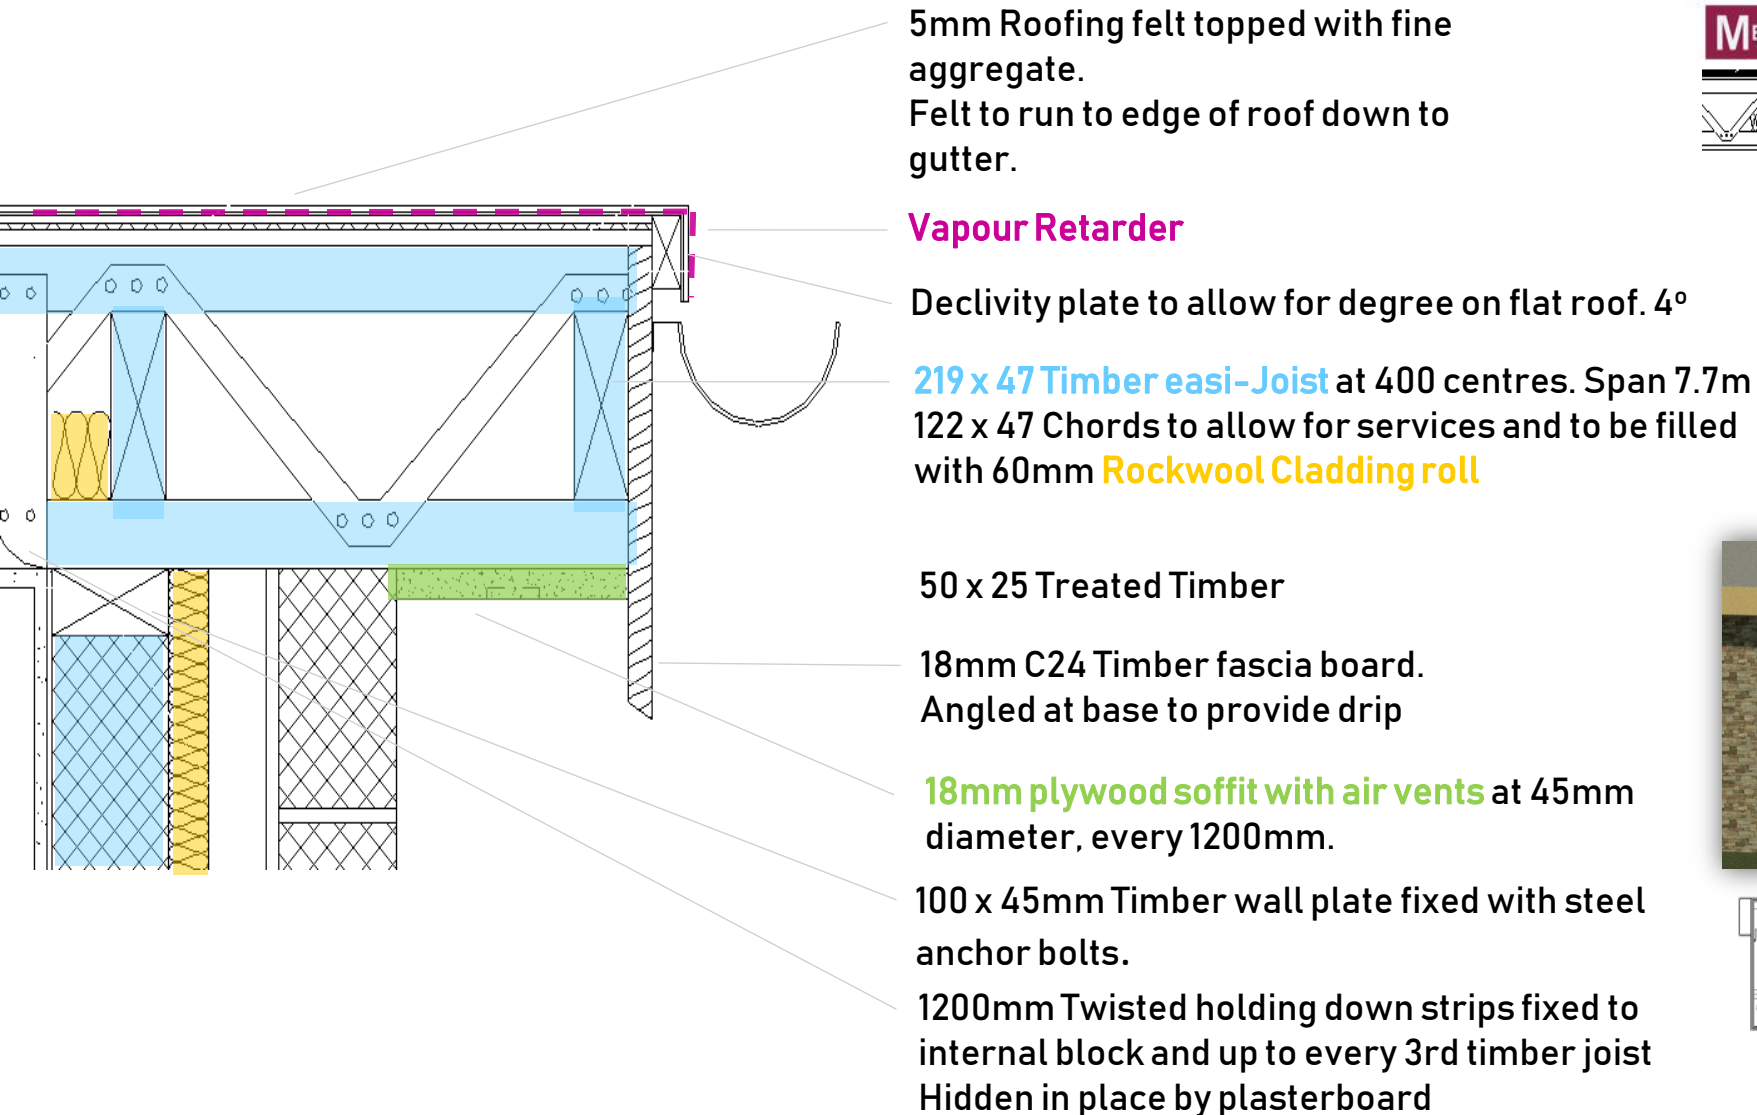 5mm Roofing felt topped with fine
aggregate.
Felt to run to edge of roof down to
gutter.
Vapour Retarder
Declivity plate to allow for degree on flat roof. 4º
219 x 47 Timber easi-Joist at 400 centres. Span 7.7m
122 x 47 Chords to allow for services and to be filled
with 60mm Rockwool Cladding roll
50 x 25 Treated Timber
18mm C24 Timber fascia board.
Angled at base to provide drip
18mm plywood soffit with air vents at 45mm
diameter, every 1200mm.
100 x 45mm Timber wall plate fixed with steel
anchor bolts.
1200mm Twisted holding down strips fixed to
internal block and up to every 3rd timber joist
Hidden in place by plasterboard